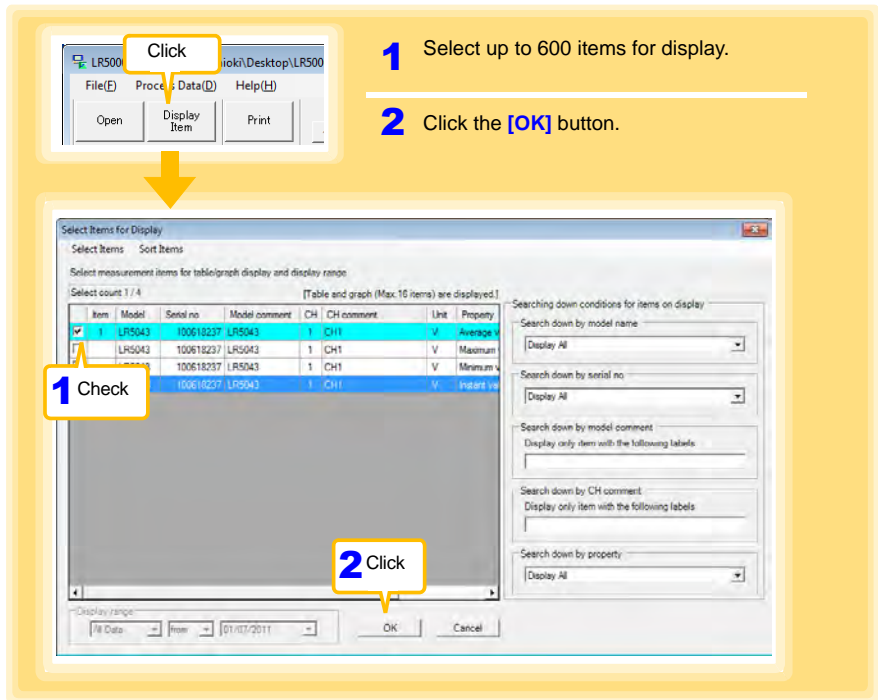 Click
LR500 ioki\Desktop\LR500
File(F) Process Data(D) Help(H)
Open Display Item Print
1 Select up to 600 items for display.
2 Click the [OK] button.
Select Items for Display
Select Items Sort Items
Select measurement items for table/graph display and display range
Select count 1 / 4 [Table and graph (Max.16 items) are displayed.]
Item Model Serial no Model comment CH CH comment Unit Property
1 LR5043 100618237 LR5043 1 CH1 V Average v
LR5043 100618237 LR5043 1 CH1 V Maximum v
100618237 LR5043 1 CH1 V Minimum v
100618237 LR5043 1 CH1 V Instant val
1 Check
Searching down conditions for items on display
Search down by model name
Display All
Search down by serial no
Display All
Search down by model comment
Display only item with the following labels
Search down by CH comment
Display only item with the following labels
Search down by property
Display All
2 Click
Display range
All Data from 01/07/2011
OK Cancel